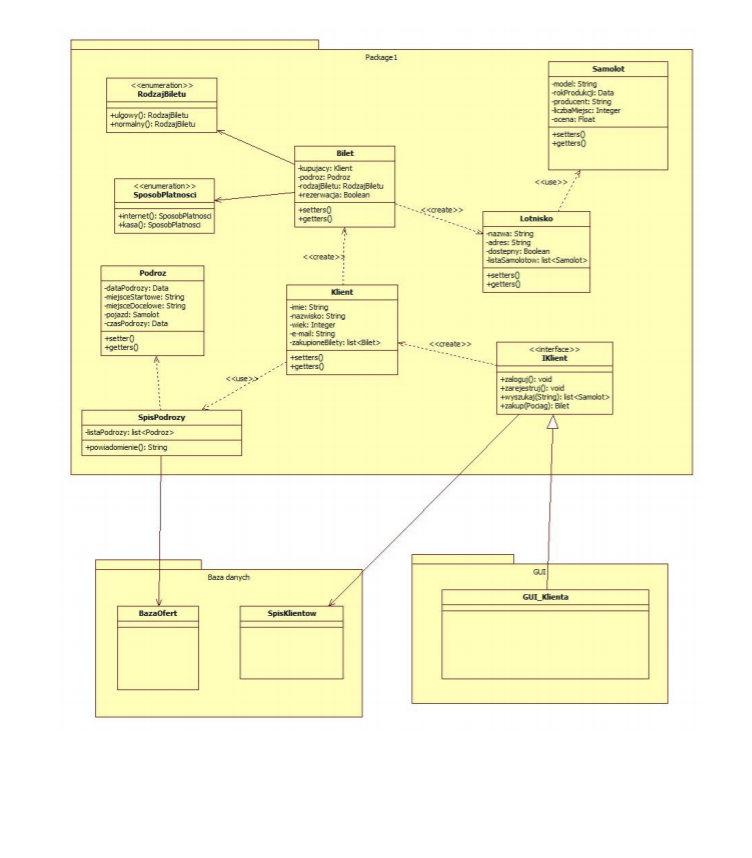 Package1
<<enumeration>>
RodzajBiletu
+ulgowy(): RodzajBiletu
+normalny(): RodzajBiletu
Samolot
-model: String
-rokProdukcji: Data
-producent: String
-liczbaMiejsc: Integer
-ocena: Float
+setters()
+getters()
Bilet
-kupujacy: Klient
-podroz: Podroz
-rodzajBiletu: RodzajBiletu
+rezerwacja: Boolean
+setters()
+getters()
<<enumeration>>
SposobPlatnosci
+internet(): SposobPlatnosci
+kasa(): SposobPlatnosci
<<use>>
<<create>>
Lotnisko
-nazwa: String
-adres: String
-dostepny: Boolean
-listaSamolotow: list<Samolot>
+setters()
+getters()
<<create>>
Podroz
-dataPodrozy: Data
-miejsceStartowe: String
-miejsceDocelowe: String
-pojazd: Samolot
-czasPodrozy: Data
+setter()
+getters()
Klient
-imie: String
-nazwisko: String
-wiek: Integer
-e-mail: String
-zakupioneBilety: list<Bilet>
+setters()
+getters()
<<create>>
<<interface>>
IKlient
+zaloguj(): void
+zarejestruj(): void
+wyszukaj(String): list<Samolot>
+zakup(Pociag): Bilet
<<use>>
SpisPodrozy
-listaPodrozy: list<Podroz>
+powiadomienie(): String
Baza danych
BazaOfert
SpisKlientow
GUI
GUI_Klienta